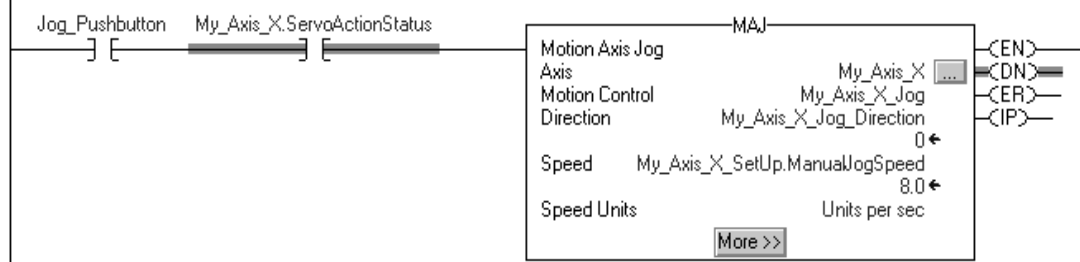 Jog_Pushbutton My_Axis_X.ServoActionStatus
MAJ
Motion Axis Jog
Axis My_Axis_X ...
Motion Control My_Axis_X_Jog
Direction My_Axis_X_Jog_Direction
0
Speed My_Axis_X_SetUp.ManualJogSpeed
8.0
Speed Units Units per sec
More >>
EN
DN
ER
IP